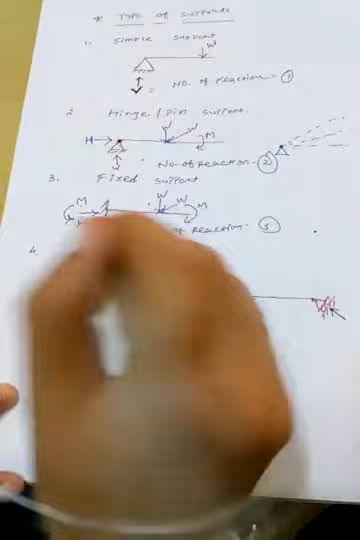 * TYPE of SUPPORTS
1. SIMPLE SUPPORT
W
= No. of Reaction = 1
2 Hinge / Pin support.
W W M
H
No. of Reaction - 2
3. Fixed support
M W W M
of Reaction - 3
4.